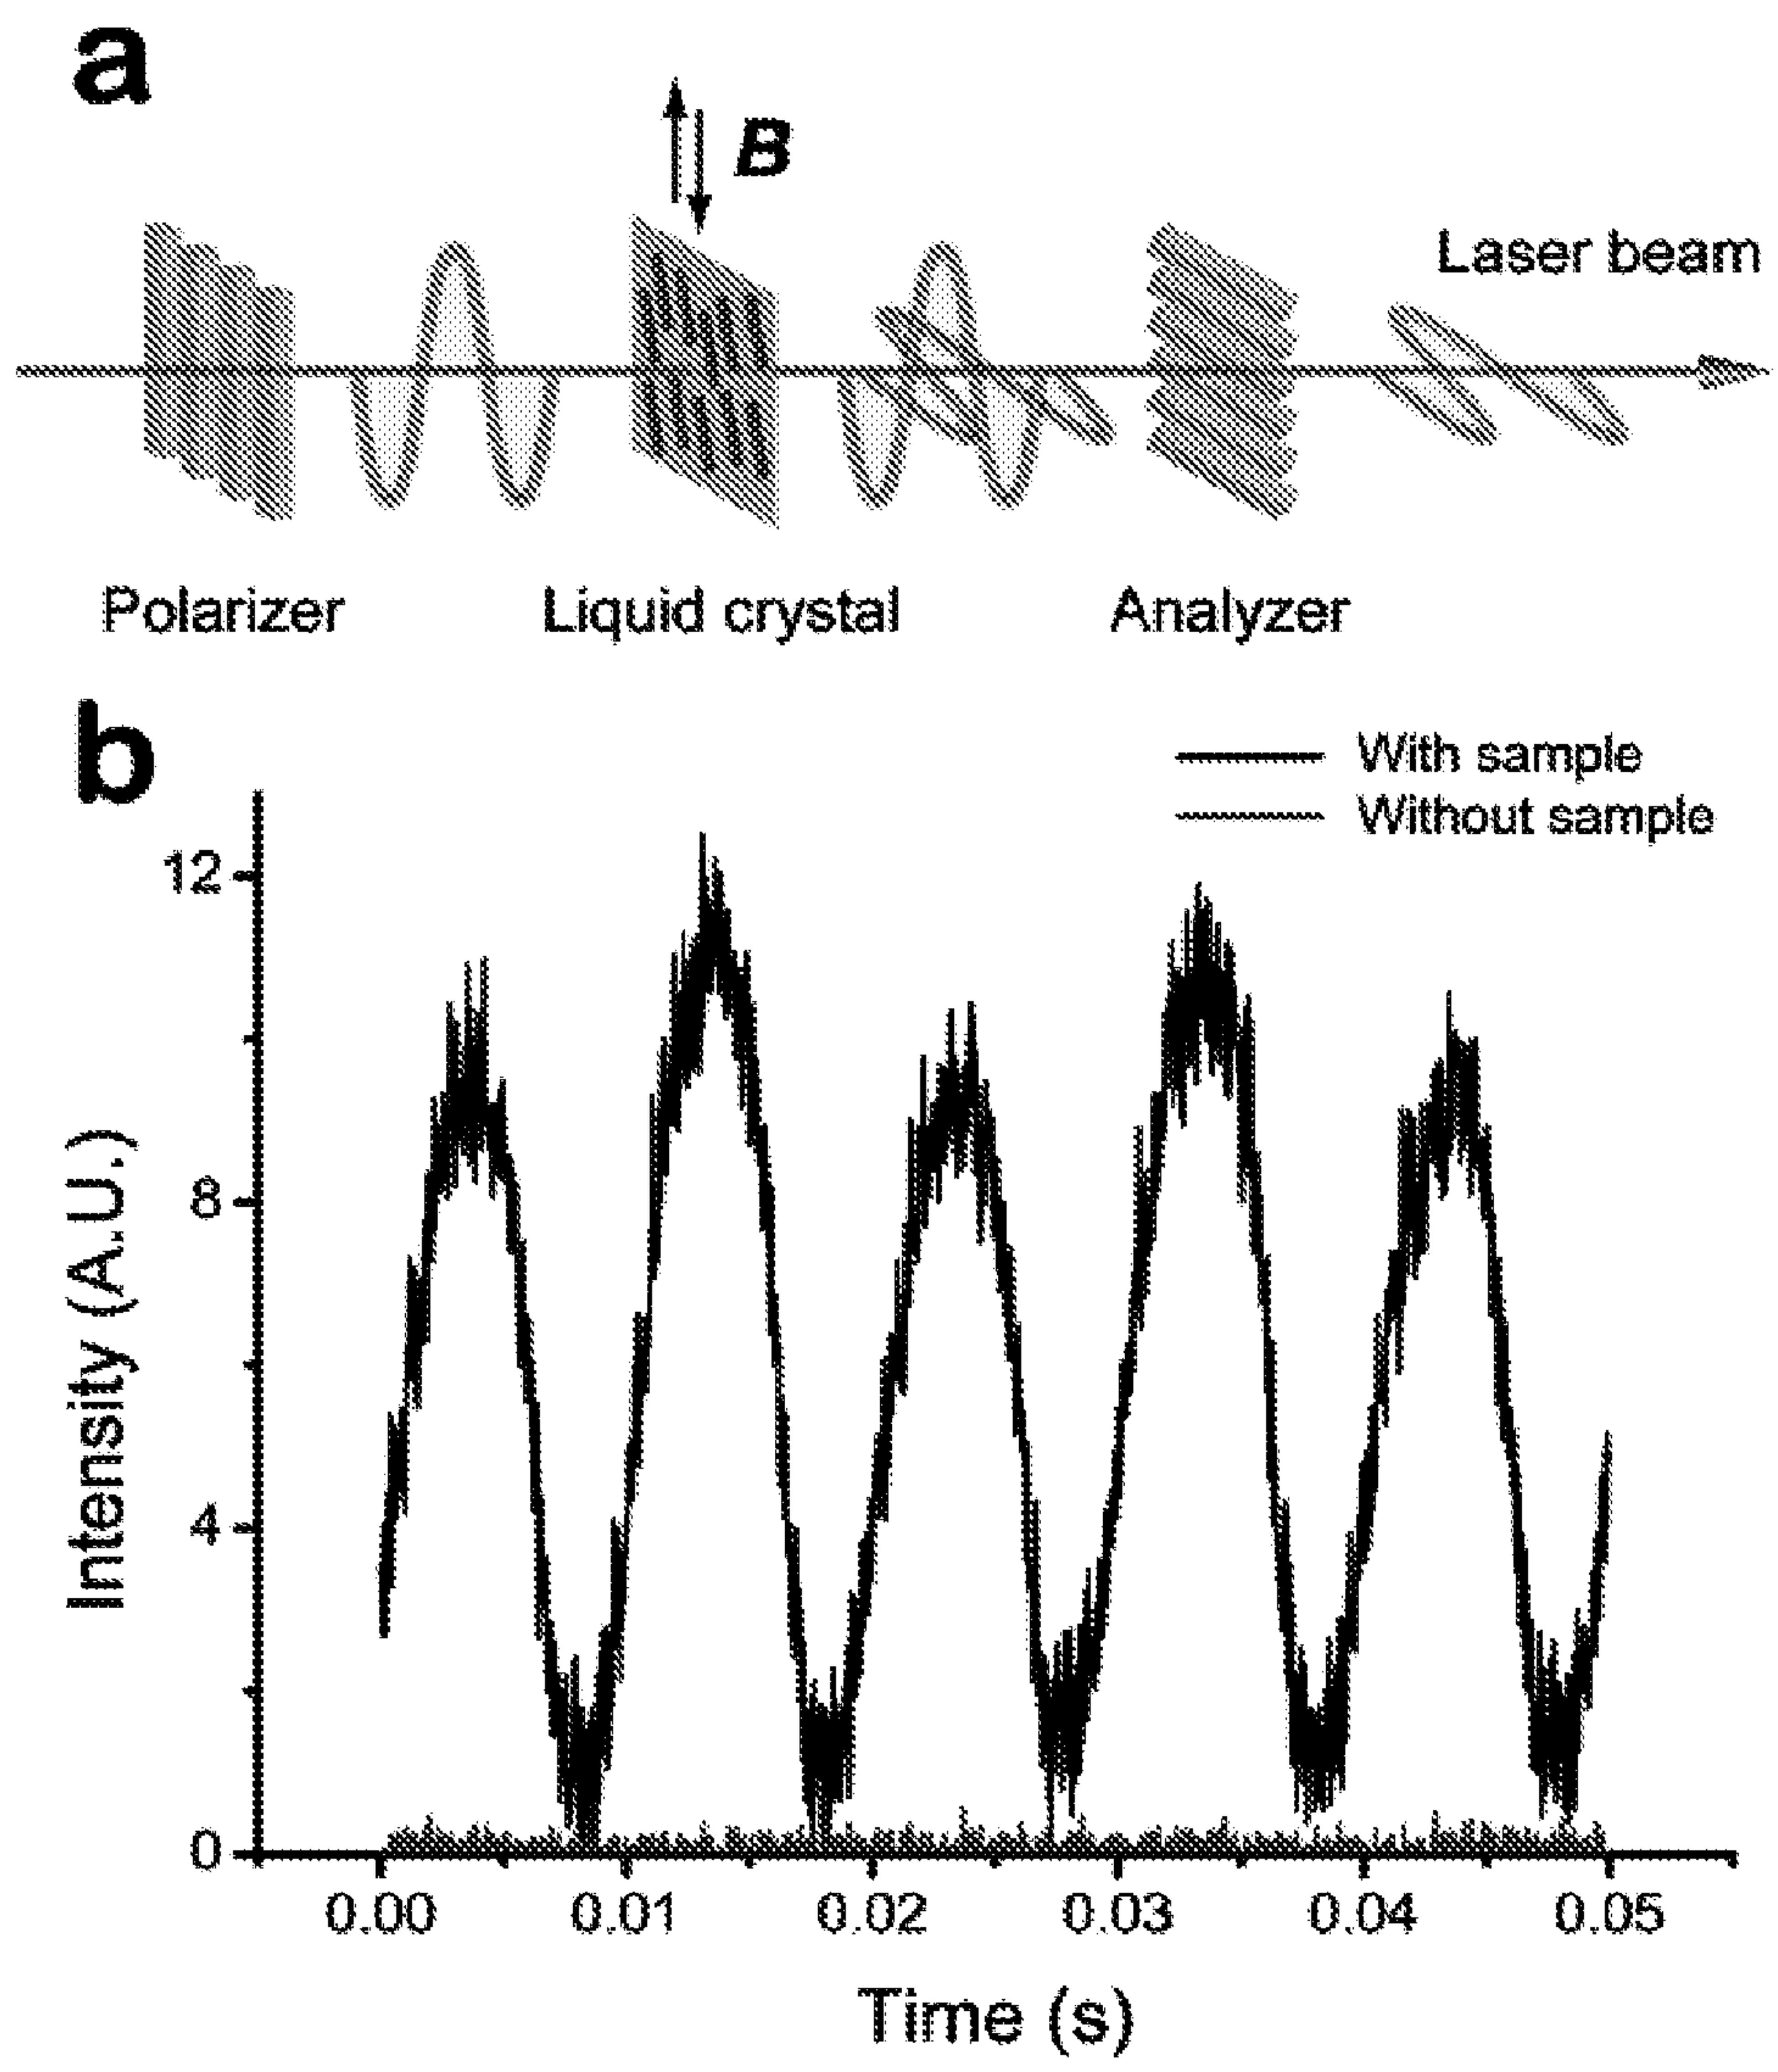 a
B
Laser beam
Polarizer Liquid crystal Analyzer
b
With sample
Without sample
12
8
4
0
Intensity (A.U.)
0.00 0.01 0.02 0.03 0.04 0.05
Time (s)